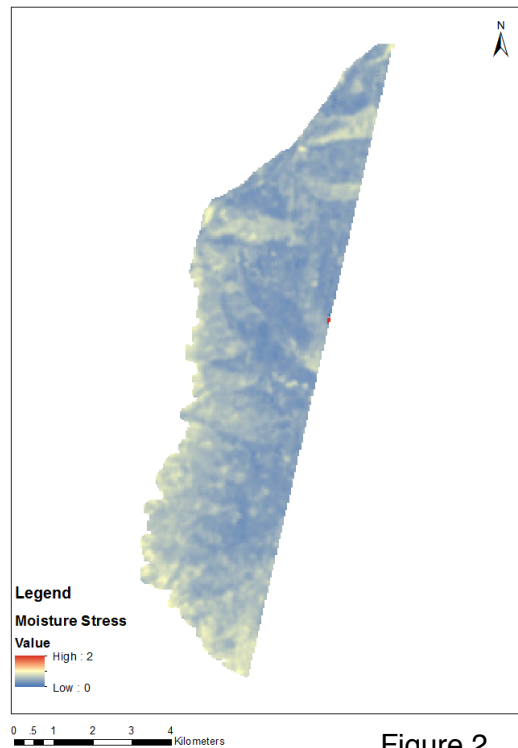 N
Legend
Moisture Stress
Value
High : 2
Low : 0
0 .5 1 2 3 4
Kilometers
Figure 2